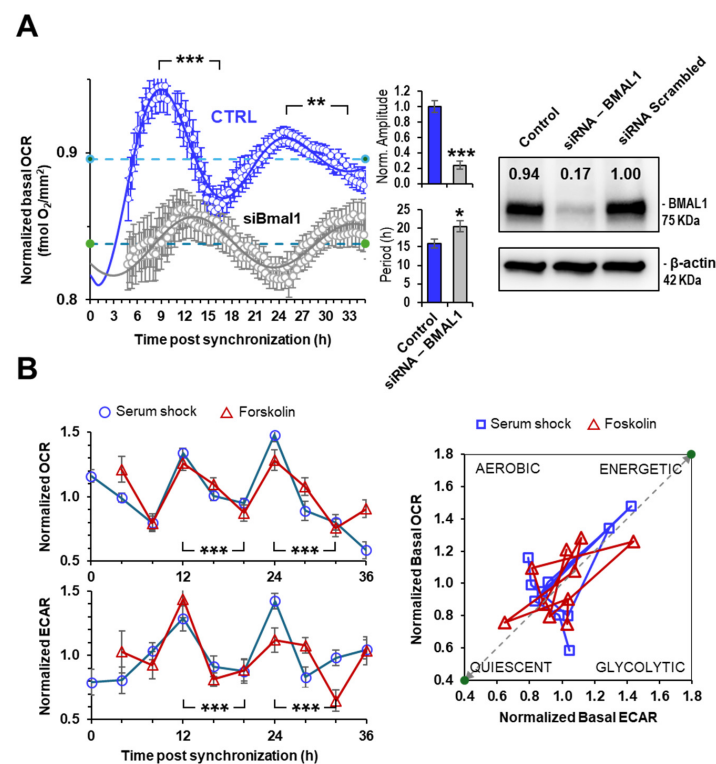 A
***
**
CTRL
siBmal1
Normalized basal OCR
(fmol O₂/mm²)
0.9
0.8
0 3 6 9 12 15 18 21 24 27 30 33
Time post synchronization (h)
Norm. Amplitude
1.2
1.0
0.8
0.6
0.4
0.2
0.0
***
Period (h)
25
20
15
10
5
0
*
Control
siRNA – BMAL1
Control
siRNA – BMAL1
siRNA Scrambled
0.94 0.17 1.00
- BMAL1
75 KDa
- β-actin
42 KDa
B
Serum shock Forskolin
Normalized OCR
1.5
1.0
0.5
*** ***
0 12 24 36
Normalized ECAR
1.5
1.0
0.5
*** ***
0 12 24 36
Time post synchronization (h)
Serum shock Foskolin
Normalized Basal OCR
1.8
1.6
1.4
1.2
1.0
0.8
0.6
0.4
AEROBIC ENERGETIC
QUIESCENT GLYCOLYTIC
0.4 0.6 0.8 1.0 1.2 1.4 1.6 1.8
Normalized Basal ECAR